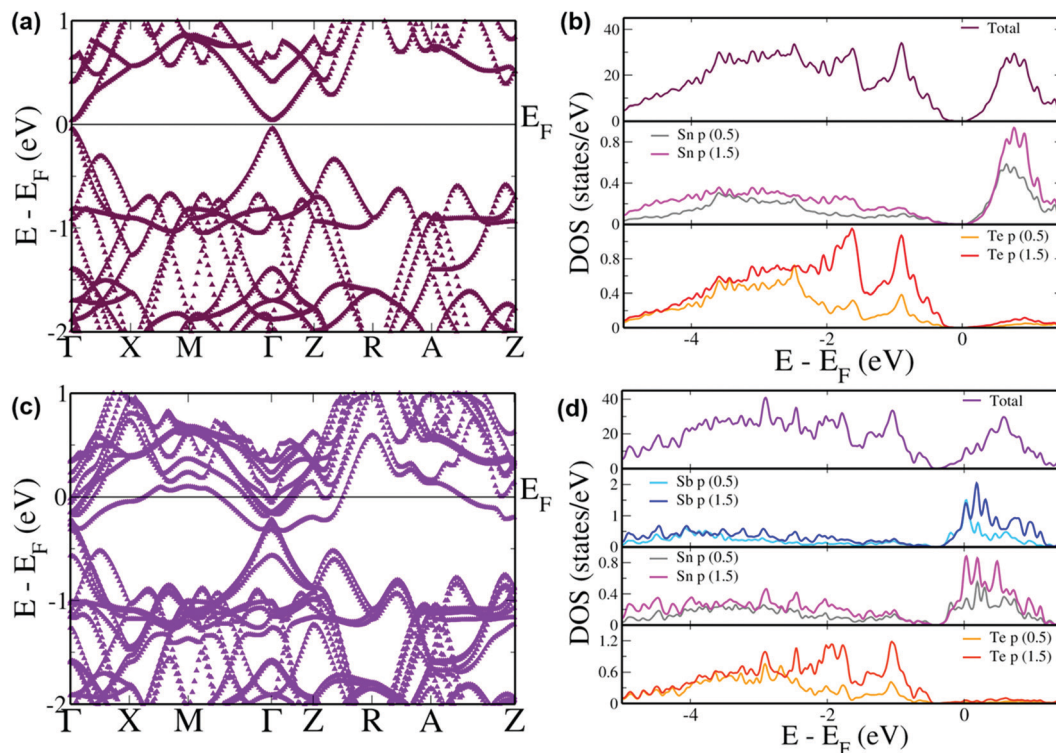 (a)
1
0
-1
-2
E - E_F (eV)
E_F
Γ X M Γ Z R A Z
(b)
Total
40
20
0
Sn p (0.5)
Sn p (1.5)
0.8
0.4
0
Te p (0.5)
Te p (1.5)
0.8
0.4
0
DOS (states/eV)
-4 -2 0
E - E_F (eV)
(c)
1
0
-1
-2
E - E_F (eV)
E_F
Γ X M Γ Z R A Z
(d)
Total
40
20
0
Sb p (0.5)
Sb p (1.5)
2
1
0
Sn p (0.5)
Sn p (1.5)
0.8
0.4
0
Te p (0.5)
Te p (1.5)
1.2
0.6
0
DOS (states/eV)
-4 -2 0
E - E_F (eV)